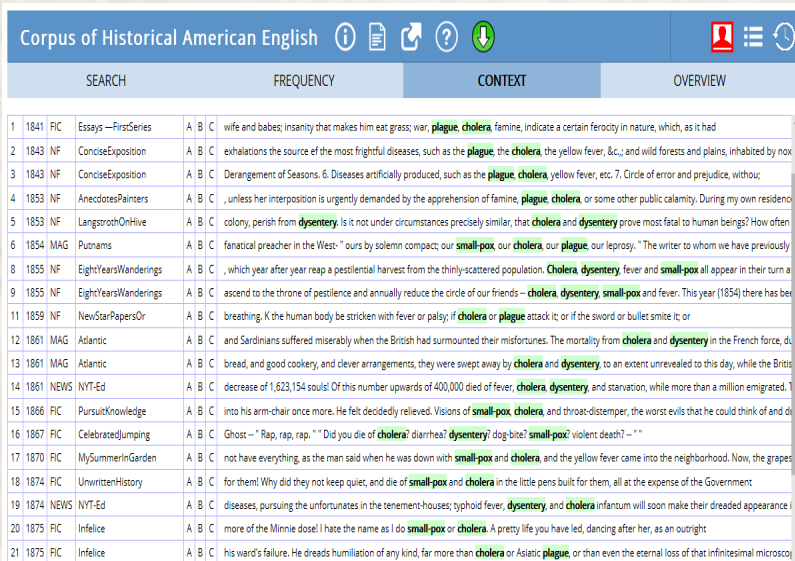 Corpus of Historical American English
SEARCH FREQUENCY CONTEXT OVERVIEW
1 1841 FIC Essays —FirstSeries A B C wife and babes; insanity that makes him eat grass; war, plague, cholera, famine, indicate a certain ferocity in nature, which, as it had
2 1843 NF ConciseExposition A B C exhalations the source of the most frightful diseases, such as the plague, the cholera, the yellow fever, &c.,; and wild forests and plains, inhabited by nox
3 1843 NF ConciseExposition A B C Derangement of Seasons. 6. Diseases artificially produced, such as the plague, cholera, yellow fever, etc. 7. Circle of error and prejudice, withou;
4 1853 NF AnecdotesPainters A B C , unless her interposition is urgently demanded by the apprehension of famine, plague, cholera, or some other public calamity. During my own residenc
5 1853 NF LangstrothOnHive A B C colony, perish from dysentery. Is it not under circumstances precisely similar, that cholera and dysentery prove most fatal to human beings? How often
6 1854 MAG Putnams A B C fanatical preacher in the West- " ours by solemn compact; our small-pox, our cholera, our plague, our leprosy. " The writer to whom we have previously
8 1855 NF EightYearsWanderings A B C , which year after year reap a pestilential harvest from the thinly-scattered population. Cholera, dysentery, fever and small-pox all appear in their turn a
9 1855 NF EightYearsWanderings A B C ascend to the throne of pestilence and annually reduce the circle of our friends -- cholera, dysentery, small-pox and fever. This year (1854) there has bee
11 1859 NF NewStarPapersOr A B C breathing. K the human body be stricken with fever or palsy; if cholera or plague attack it; or if the sword or bullet smite it; or
12 1861 MAG Atlantic A B C and Sardinians suffered miserably when the British had surmounted their misfortunes. The mortality from cholera and dysentery in the French force, du
13 1861 MAG Atlantic A B C bread, and good cookery, and clever arrangements, they were swept away by cholera and dysentery, to an extent unrevealed to this day, while the Britis
14 1861 NEWS NYT-Ed A B C decrease of 1,623,154 souls! Of this number upwards of 400,000 died of fever, cholera, dysentery, and starvation, while more than a million emigrated. T
15 1866 FIC PursuitKnowledge A B C into his arm-chair once more. He felt decidedly relieved. Visions of small-pox, cholera, and throat-distemper, the worst evils that he could think of and d
16 1867 FIC CelebratedJumping A B C Ghost -- " Rap, rap, rap. " " Did you die of cholera? diarrhea? dysentery? dog-bite? small-pox? violent death? -- " "
17 1870 FIC MySummerInGarden A B C not have everything, as the man said when he was down with small-pox and cholera, and the yellow fever came into the neighborhood. Now, the grapes
18 1874 FIC UnwrittenHistory A B C for them! Why did they not keep quiet, and die of small-pox and cholera in the little pens built for them, all at the expense of the Government
19 1874 NEWS NYT-Ed A B C diseases, pursuing the unfortunates in the tenement-houses; typhoid fever, dysentery, and cholera infantum will soon make their dreaded appearance i
20 1875 FIC Infelice A B C more of the Minnie dose! I hate the name as I do small-pox or cholera. A pretty life you have led, dancing after her, as an outright
21 1875 FIC Infelice A B C his ward's failure. He dreads humiliation of any kind, far more than cholera or Asiatic plague, or than even the eternal loss of that infinitesimal microscop